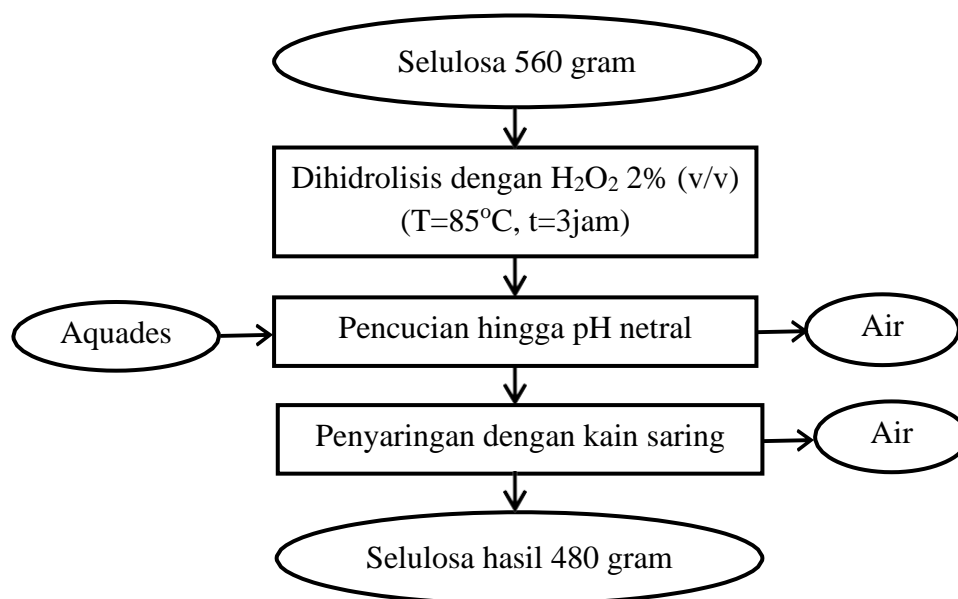 Selulosa 560 gram
Dihidrolisis dengan H₂O₂ 2% (v/v)
(T=85ᵒC, t=3jam)
Aquades
Pencucian hingga pH netral
Air
Penyaringan dengan kain saring
Air
Selulosa hasil 480 gram